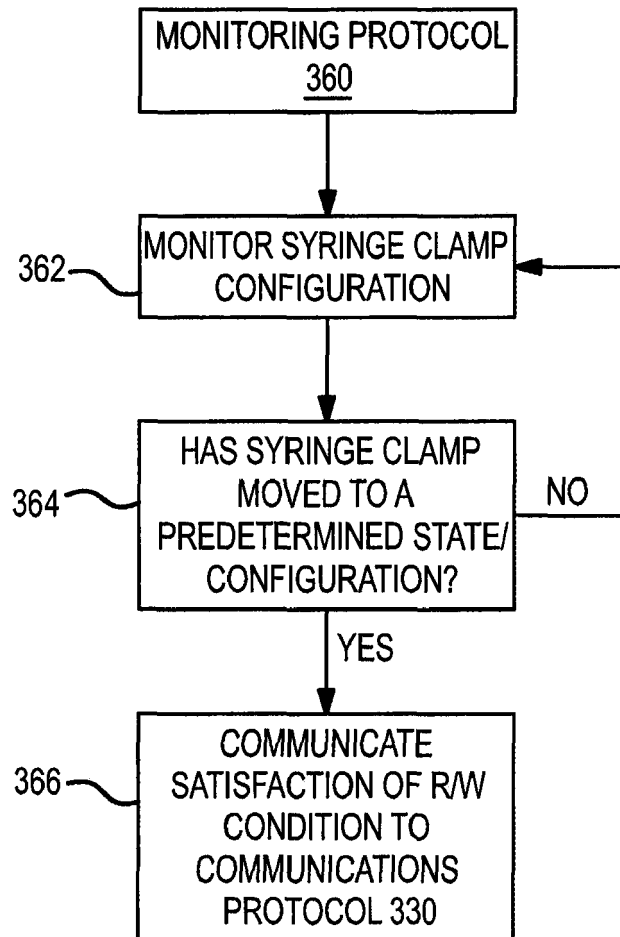 MONITORING PROTOCOL
360
362
MONITOR SYRINGE CLAMP
CONFIGURATION
364
HAS SYRINGE CLAMP
MOVED TO A
PREDETERMINED STATE/
CONFIGURATION?
NO
YES
366
COMMUNICATE
SATISFACTION OF R/W
CONDITION TO
COMMUNICATIONS
PROTOCOL 330